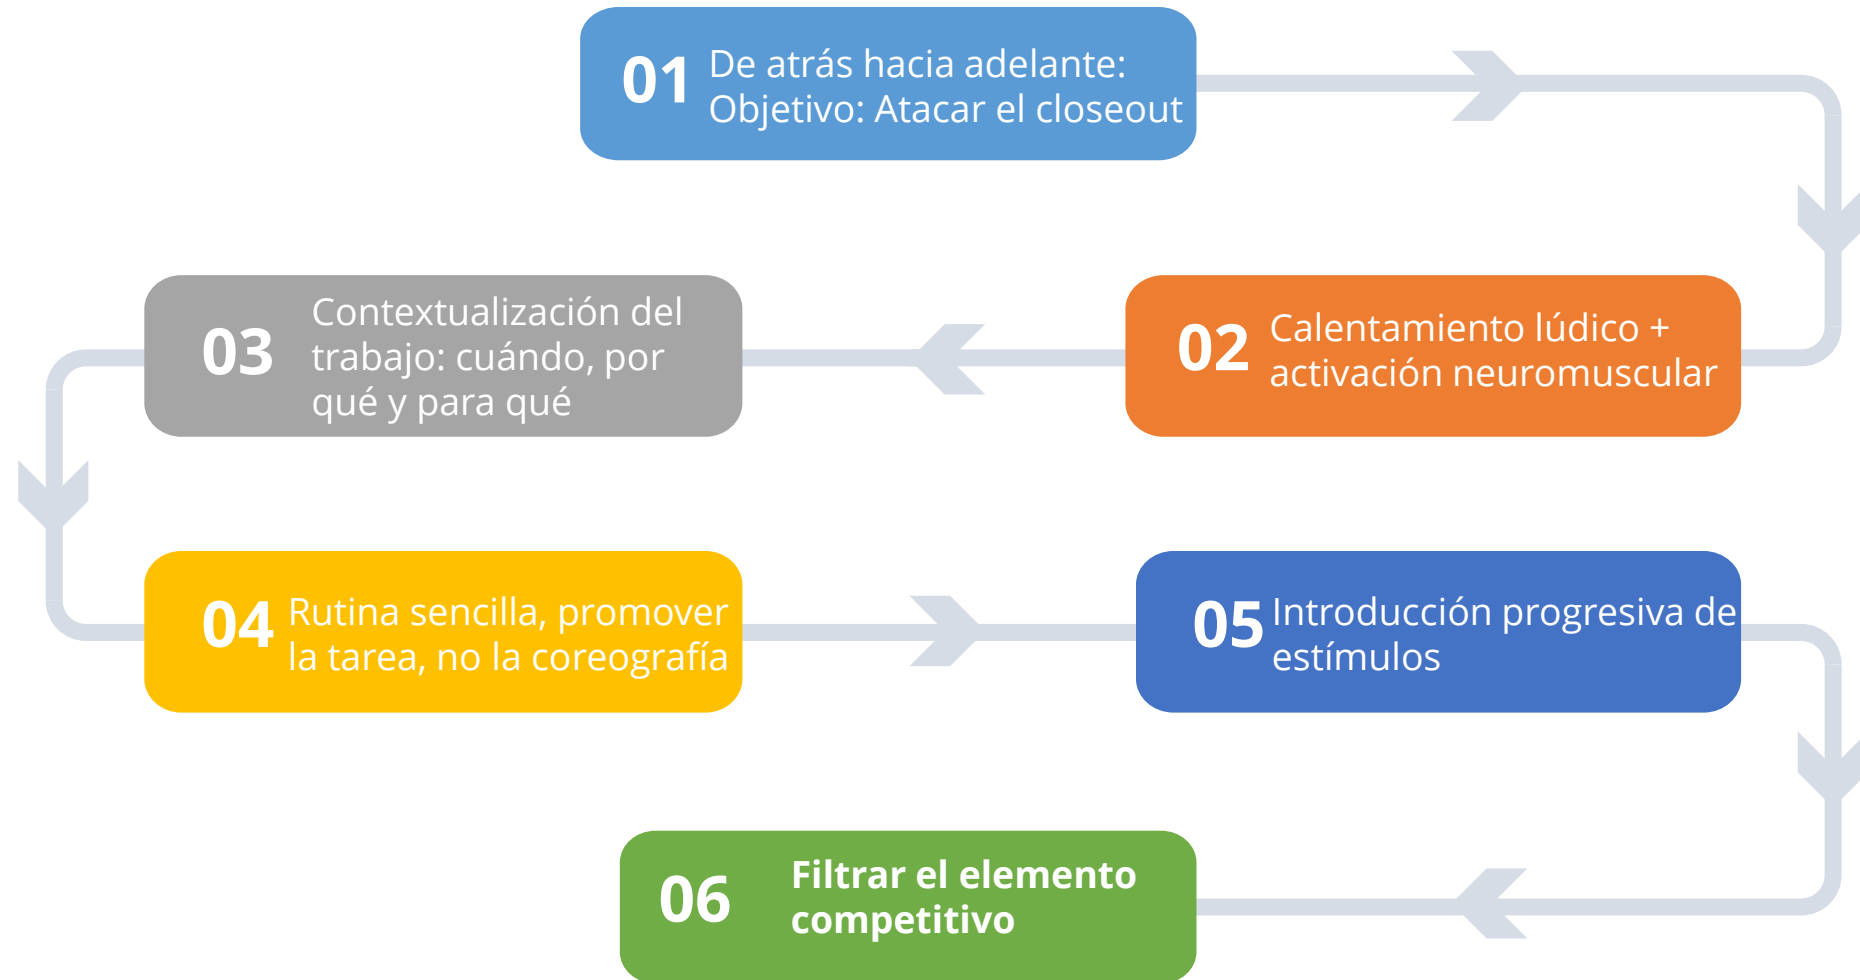 01 De atrás hacia adelante:
Objetivo: Atacar el closeout
02 Calentamiento lúdico +
activación neuromuscular
03 Contextualización del
trabajo: cuándo, por
qué y para qué
04 Rutina sencilla, promover
la tarea, no la coreografía
05 Introducción progresiva de
estímulos
06 Filtrar el elemento
competitivo